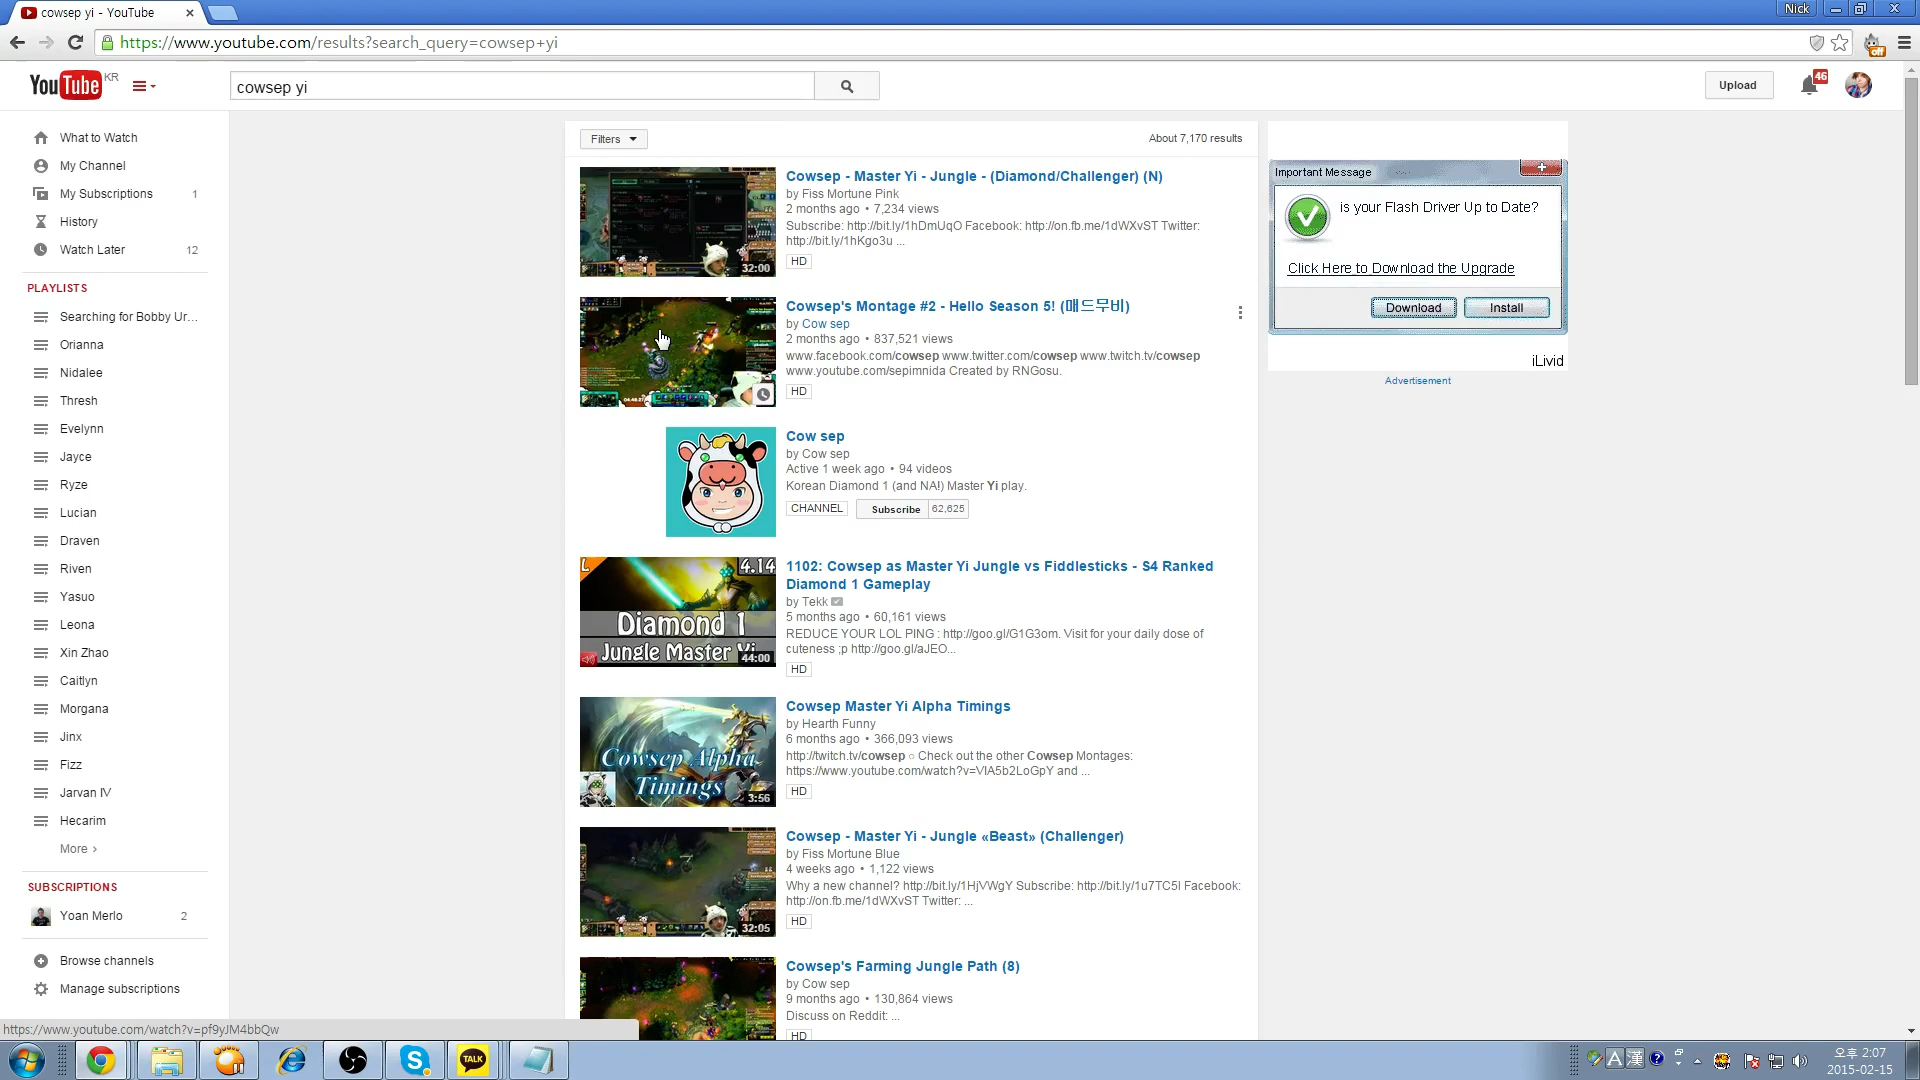 cowsep yi - YouTube
Nick
https://www.youtube.com/results?search_query=cowsep+yi
off
YouTube KR
cowsep yi
Upload
46
What to Watch
My Channel
My Subscriptions 1
History
Watch Later 12
PLAYLISTS
Searching for Bobby Ur...
Orianna
Nidalee
Thresh
Evelynn
Jayce
Ryze
Lucian
Draven
Riven
Yasuo
Leona
Xin Zhao
Caitlyn
Morgana
Jinx
Fizz
Jarvan IV
Hecarim
More ›
SUBSCRIPTIONS
Yoan Merlo 2
Browse channels
Manage subscriptions
Filters
About 7,170 results
32:00
Cowsep - Master Yi - Jungle - (Diamond/Challenger) (N)
by Fiss Mortune Pink
2 months ago • 7,234 views
Subscribe: http://bit.ly/1hDmUqO Facebook: http://on.fb.me/1dWXvST Twitter:
http://bit.ly/1hKgo3u ...
HD
Cowsep's Montage #2 - Hello Season 5! (매드무비)
by Cow sep
2 months ago • 837,521 views
www.facebook.com/cowsep www.twitter.com/cowsep www.twitch.tv/cowsep
www.youtube.com/sepimnida Created by RNGosu.
HD
Cow sep
by Cow sep
Active 1 week ago • 94 videos
Korean Diamond 1 (and NA!) Master Yi play.
CHANNEL Subscribe 62,625
L 4.14
Diamond 1
Jungle Master Yi
44:00
1102: Cowsep as Master Yi Jungle vs Fiddlesticks - S4 Ranked
Diamond 1 Gameplay
by Tekk
5 months ago • 60,161 views
REDUCE YOUR LOL PING : http://goo.gl/G1G3om. Visit for your daily dose of
cuteness ;p http://goo.gl/aJEO...
HD
Cowsep Alpha
Timings
3:56
Cowsep Master Yi Alpha Timings
by Hearth Funny
6 months ago • 366,093 views
http://twitch.tv/cowsep ○ Check out the other Cowsep Montages:
https://www.youtube.com/watch?v=VIA5b2LoGpY and ...
HD
32:05
Cowsep - Master Yi - Jungle «Beast» (Challenger)
by Fiss Mortune Blue
4 weeks ago • 1,122 views
Why a new channel? http://bit.ly/1HjVWgY Subscribe: http://bit.ly/1u7TC5l Facebook:
http://on.fb.me/1dWXvST Twitter: ...
HD
Cowsep's Farming Jungle Path (8)
by Cow sep
9 months ago • 130,864 views
Discuss on Reddit: ...
HD
Important Message
is your Flash Driver Up to Date?
Click Here to Download the Upgrade
Download Install
iLivid
Advertisement
https://www.youtube.com/watch?v=pf9yJM4bbQw
TALK
A 漢
오후 2:07
2015-02-15